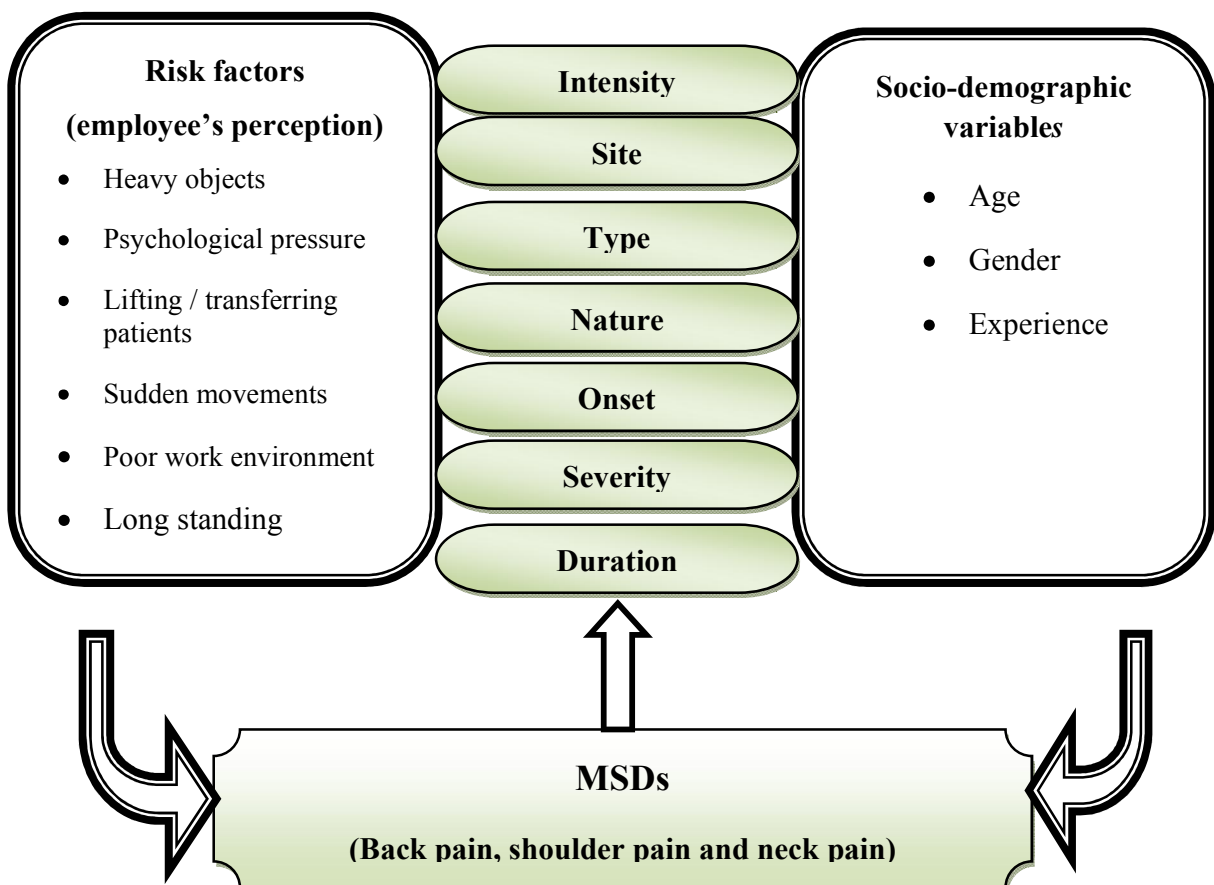 Risk factors
(employee’s perception)
• Heavy objects
• Psychological pressure
• Lifting / transferring
patients
• Sudden movements
• Poor work environment
• Long standing
Intensity
Site
Type
Nature
Onset
Severity
Duration
Socio-demographic
variables
• Age
• Gender
• Experience
MSDs
(Back pain, shoulder pain and neck pain)